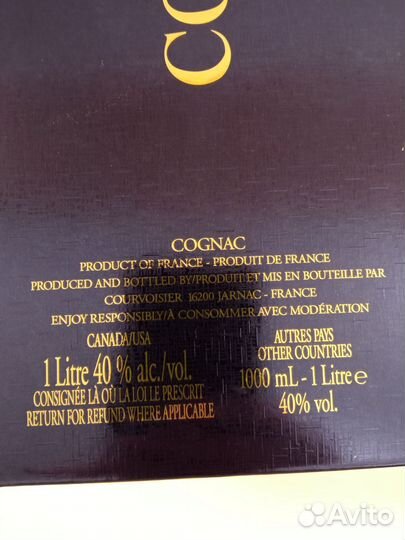 CO
COGNAC
PRODUCT OF FRANCE - PRODUIT DE FRANCE
PRODUCED AND BOTTLED BY/PRODUIT ET MIS EN BOUTEILLE PAR
COURVOISIER 16200 JARNAC - FRANCE
ENJOY RESPONSIBLY/À CONSOMMER AVEC MODÉRATION
CANADA/USA
1 Litre 40 % alc./vol.
CONSIGNÉE LÀ OÙ LA LOI LE PRESCRIT
RETURN FOR REFUND WHERE APPLICABLE
AUTRES PAYS
OTHER COUNTRIES
1000 mL - 1 Litre e
40% vol.
Avito